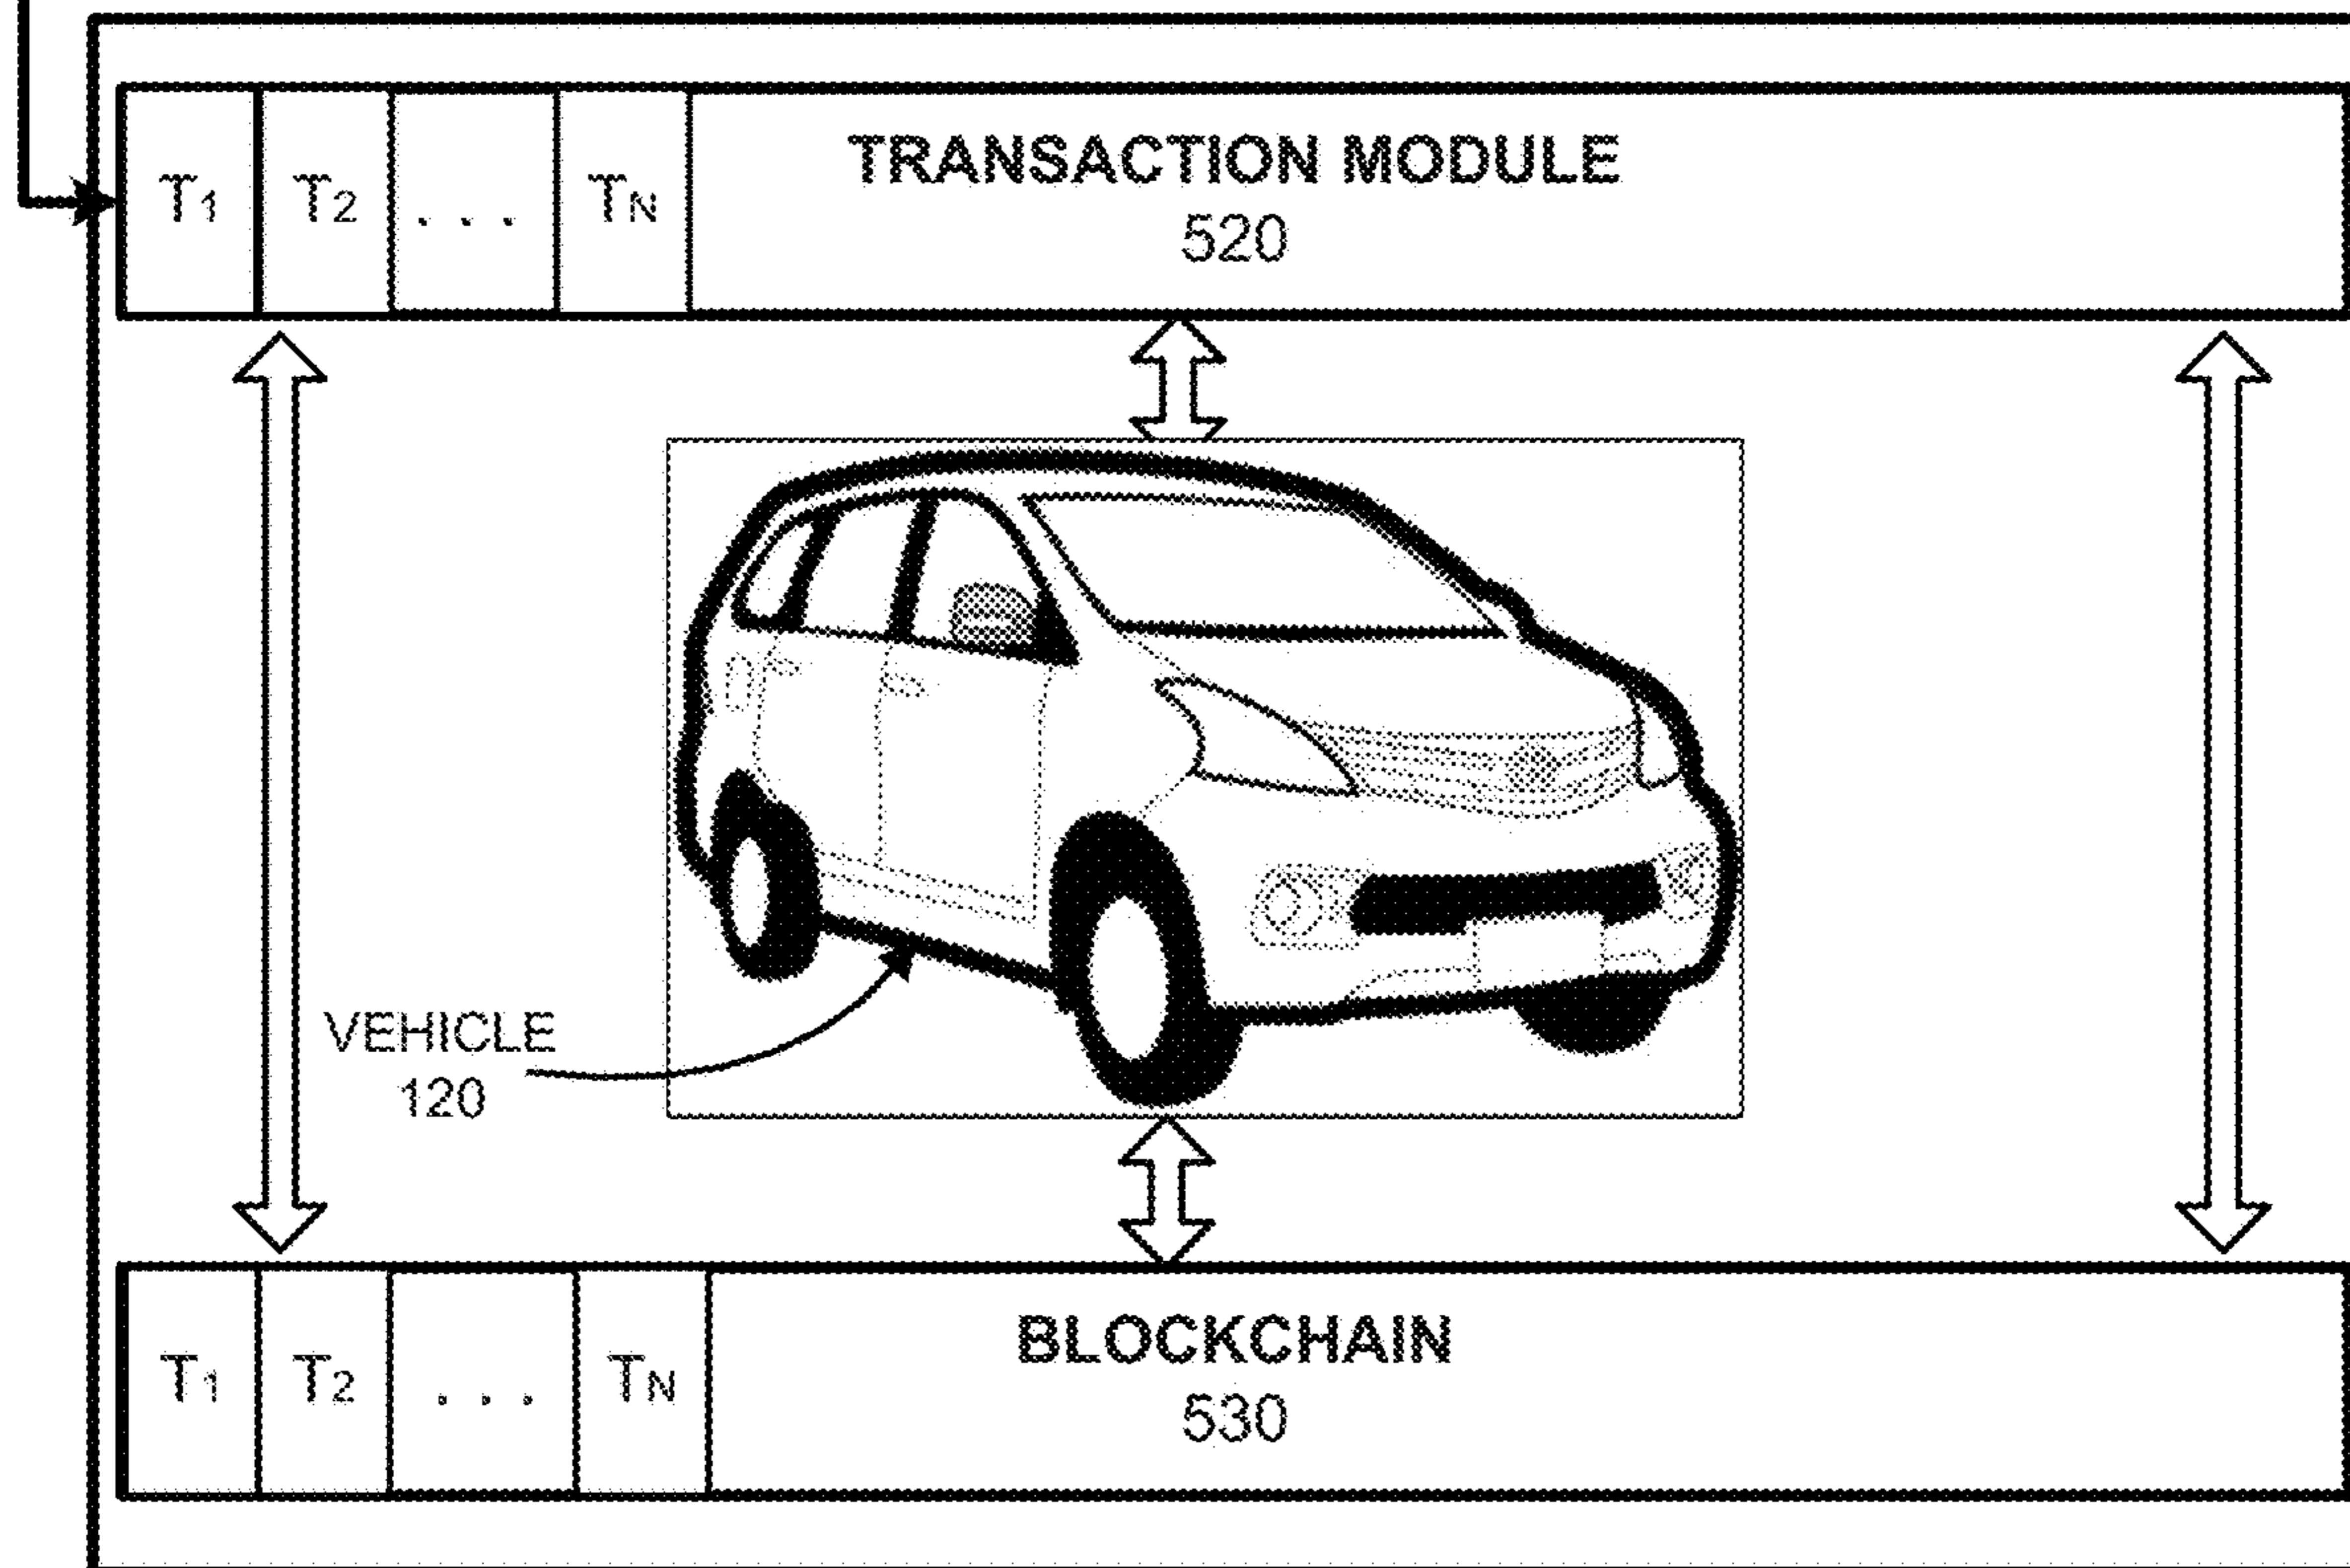 T1 T2 . . . TN TRANSACTION MODULE
520
VEHICLE
120
T1 T2 . . . TN BLOCKCHAIN
530